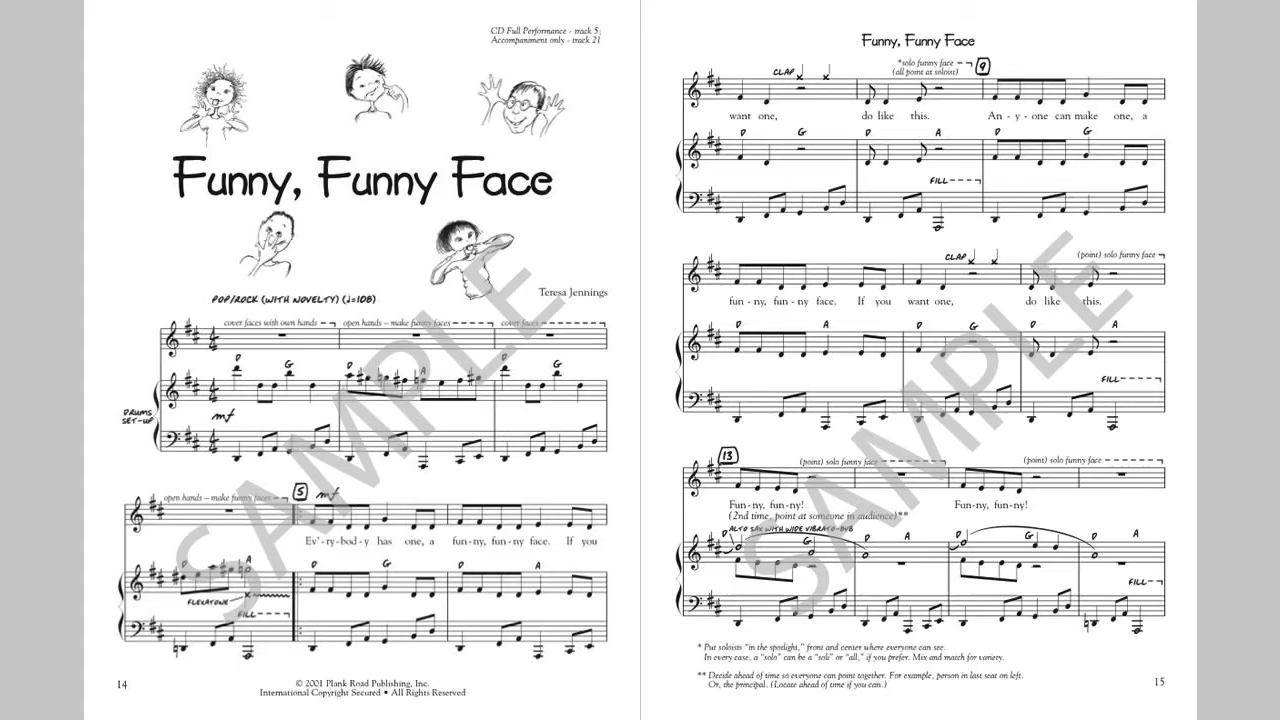 CD Full Performance - track 5;
Accompaniment only - track 21
Funny, Funny Face
Teresa Jennings
POP/ROCK (WITH NOVELTY) (♩=108)
cover faces with own hands
open hands – make funny faces
cover faces
D G D A D G
DRUMS
SET-UP
mf
open hands – make funny faces
5
mf
Ev'-ry-bod-y has one, a fun-ny, fun-ny face. If you
D A D G D A
FLEXATONE
FILL
14
© 2001 Plank Road Publishing, Inc.
International Copyright Secured • All Rights Reserved
SAMPLE
Funny, Funny Face
CLAP
*solo funny face
(all point at soloist)
9
want one, do like this. An-y-one can make one, a
D G D A D G
FILL
CLAP
(point) solo funny face
fun-ny, fun-ny face. If you want one, do like this.
D A D G D A
FILL
13
(point) solo funny face
(point) solo funny face
Fun-ny, fun-ny! Fun-ny, fun-ny!
(2nd time, point at someone in audience)**
ALTO SAX WITH WIDE VIBRATO-8VB
D G D A D G D A
FILL
* Put soloists "in the spotlight," front and center where everyone can see.
In every case, a "solo" can be a "soli" or "all," if you prefer. Mix and match for variety.
** Decide ahead of time so everyone can point together. For example, person in last seat on left.
Or, the principal. (Locate ahead of time if you can.)
15
SAMPLE